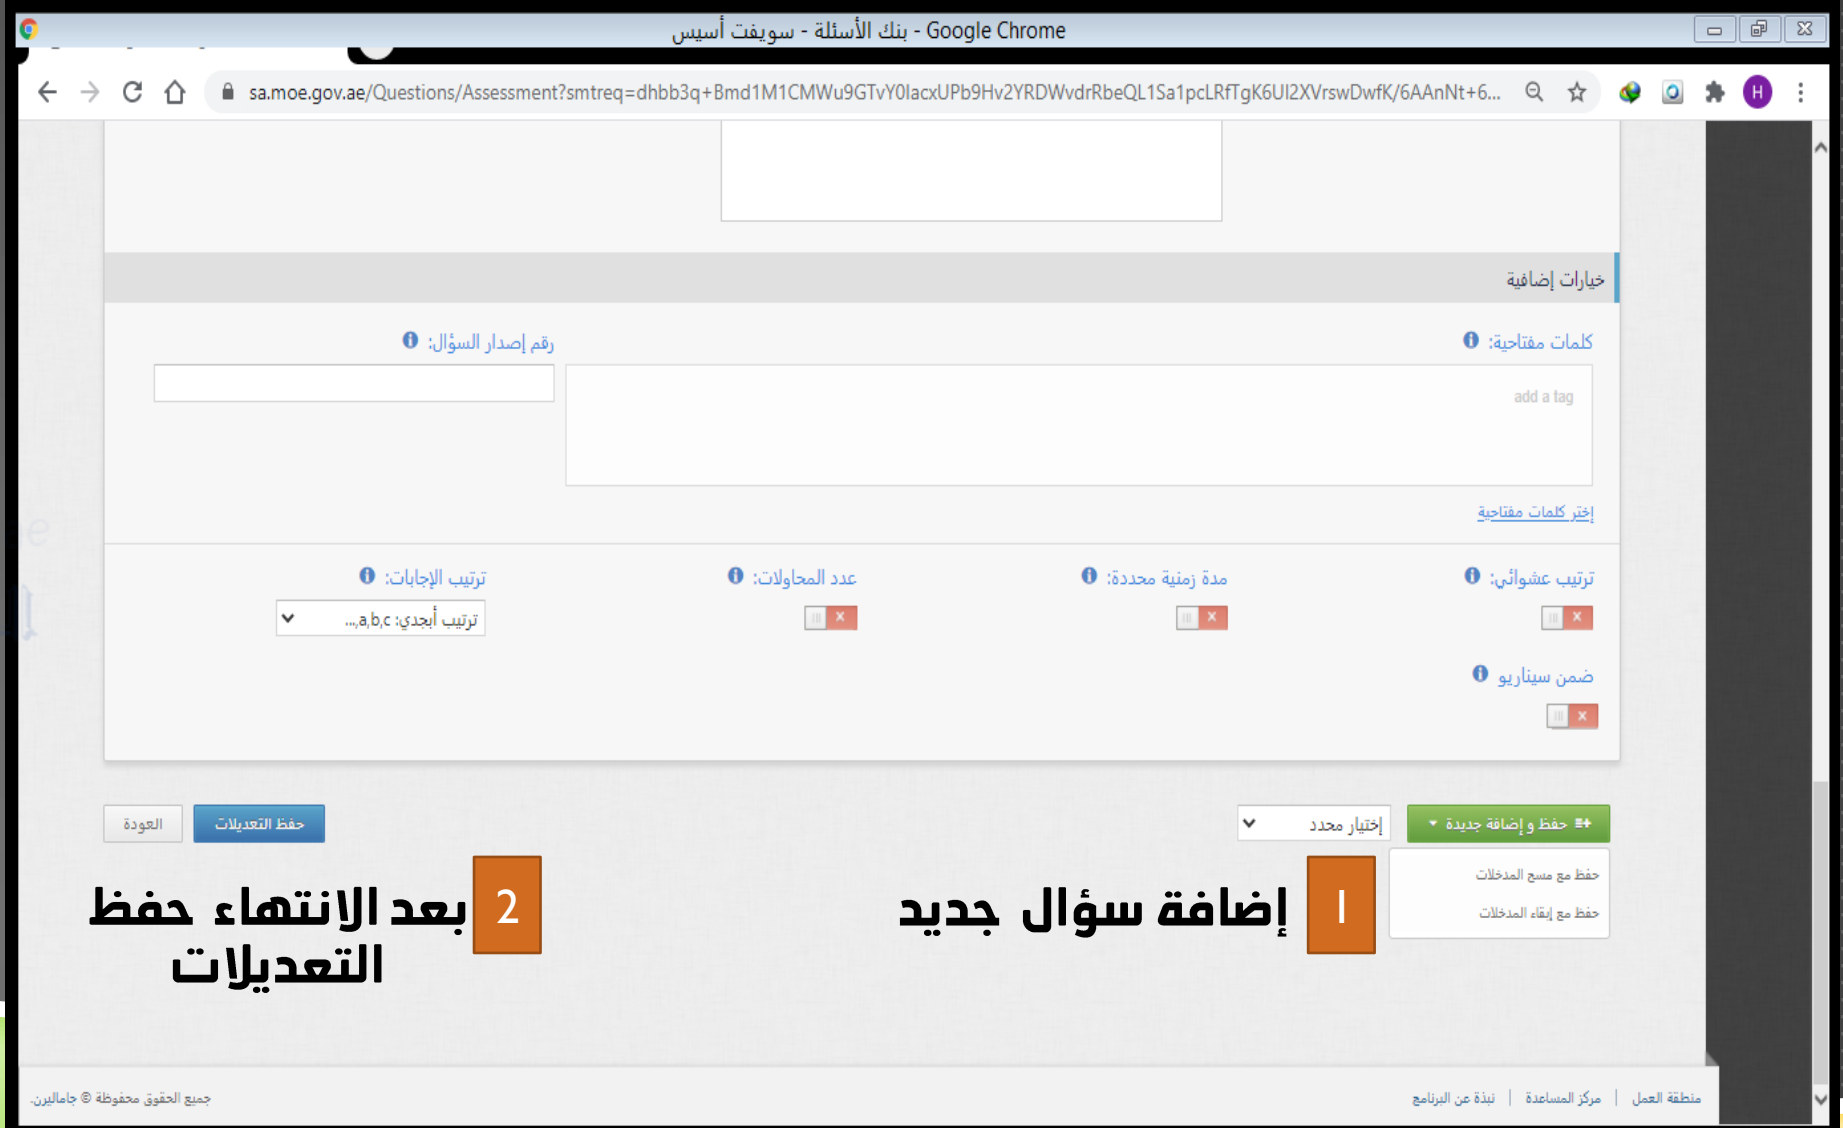 بنك الأسئلة - سويفت أسيس - Google Chrome
sa.moe.gov.ae/Questions/Assessment?smtreq=dhbb3q+Bmd1M1CMWu9GTvY0lacxUPb9Hv2YRDWvdrRbeQL1Sa1pcLRfTgK6Ul2XVrswDwfK/6AAnNt+6...
H
خيارات إضافية
كلمات مفتاحية:
رقم إصدار السؤال:
add a tag
إختر كلمات مفتاحية
ترتيب عشوائي:
مدة زمنية محددة:
عدد المحاولات:
ترتيب الإجابات:
ترتيب أبجدي: a,b,c,...
ضمن سيناريو
حفظ و إضافة جديدة
إختيار محدد
حفظ التعديلات
العودة
حفظ مع مسح المدخلات
حفظ مع إبقاء المدخلات
1 إضافة سؤال جديد
2 بعد الانتهاء حفظ
التعديلات
منطقة العمل | مركز المساعدة | نبذة عن البرنامج
جميع الحقوق محفوظة © جاماليرن.